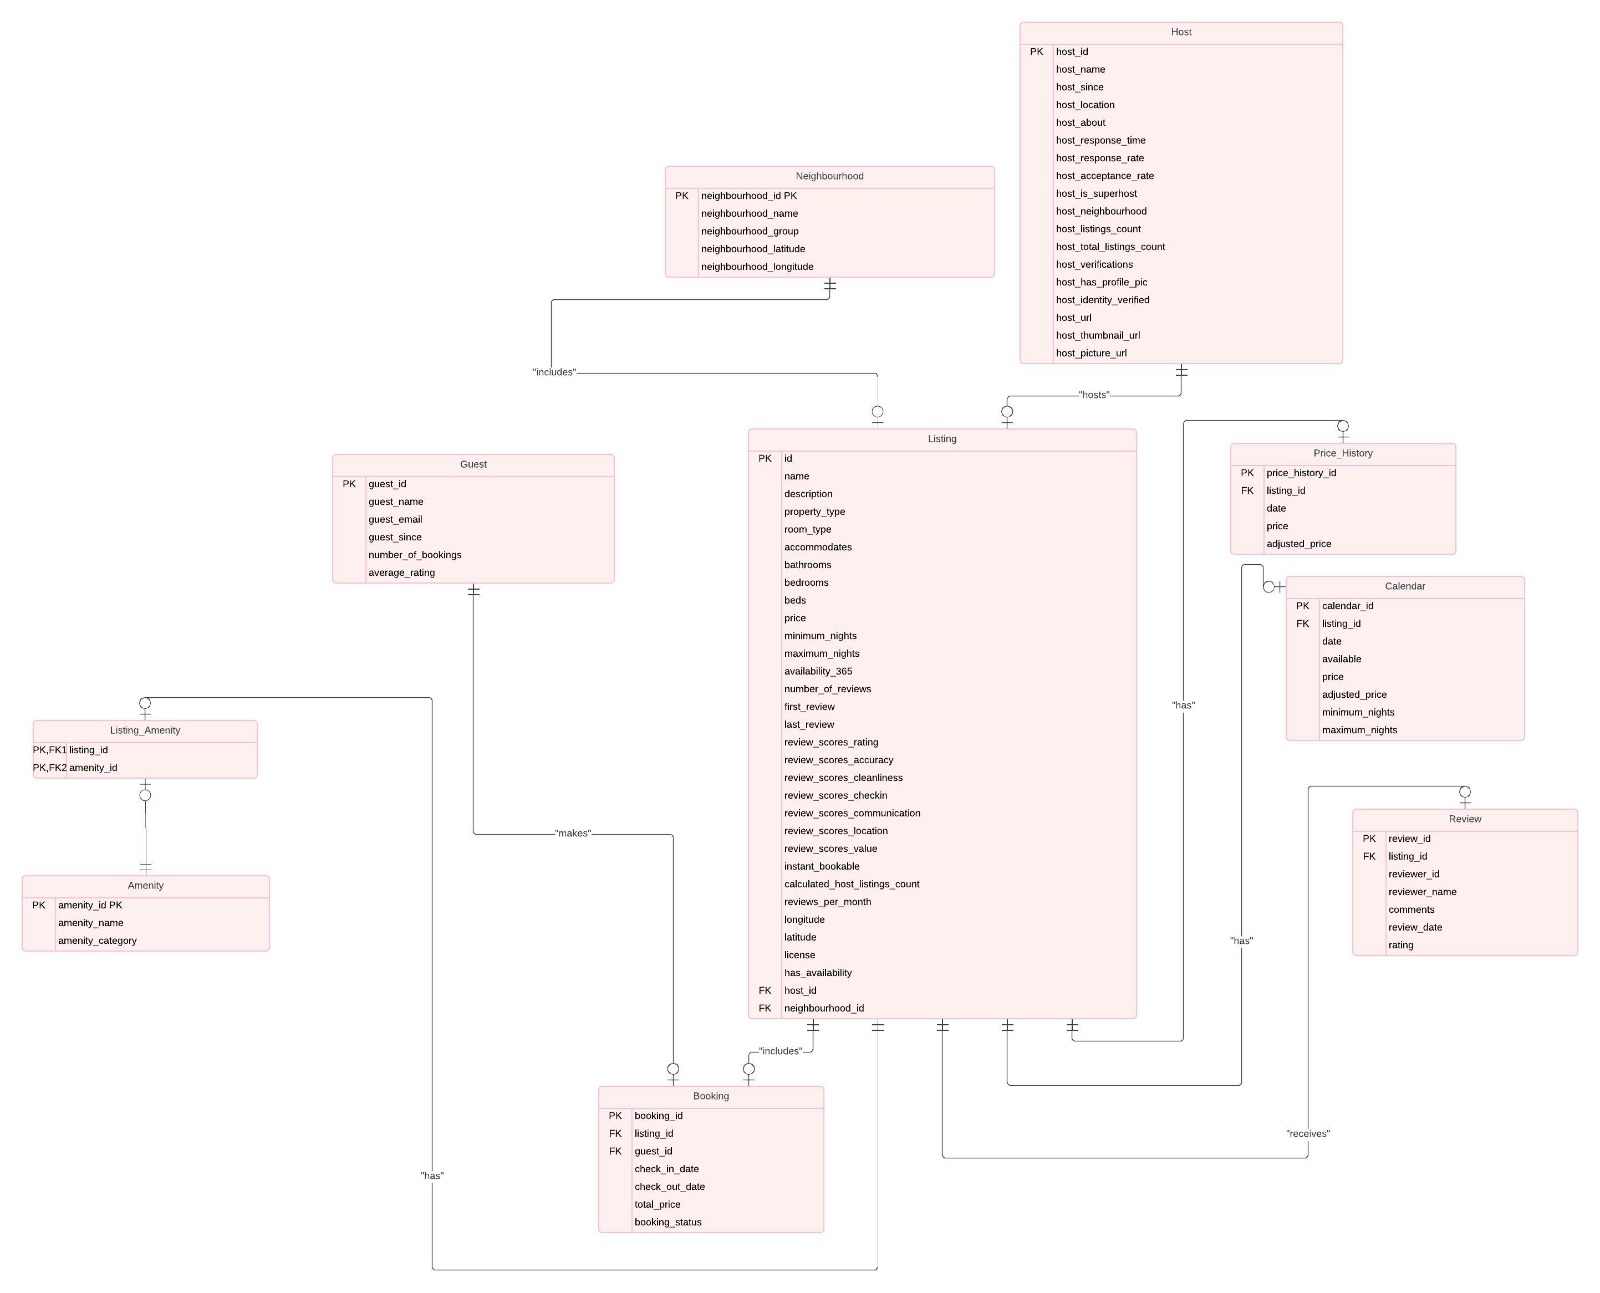 Host
PK host_id
host_name
host_since
host_location
host_about
host_response_time
host_response_rate
host_acceptance_rate
host_is_superhost
host_neighbourhood
host_listings_count
host_total_listings_count
host_verifications
host_has_profile_pic
host_identity_verified
host_url
host_thumbnail_url
host_picture_url
Neighbourhood
PK neighbourhood_id PK
neighbourhood_name
neighbourhood_group
neighbourhood_latitude
neighbourhood_longitude
"includes"
"hosts"
Listing
PK id
name
description
property_type
room_type
accommodates
bathrooms
bedrooms
beds
price
minimum_nights
maximum_nights
availability_365
number_of_reviews
first_review
last_review
review_scores_rating
review_scores_accuracy
review_scores_cleanliness
review_scores_checkin
review_scores_communication
review_scores_location
review_scores_value
instant_bookable
calculated_host_listings_count
reviews_per_month
longitude
latitude
license
has_availability
FK host_id
FK neighbourhood_id
Guest
PK guest_id
guest_name
guest_email
guest_since
number_of_bookings
average_rating
Price_History
PK price_history_id
FK listing_id
date
price
adjusted_price
Calendar
PK calendar_id
FK listing_id
date
available
price
adjusted_price
minimum_nights
maximum_nights
"has"
Listing_Amenity
PK,FK1 listing_id
PK,FK2 amenity_id
Amenity
PK amenity_id PK
amenity_name
amenity_category
"makes"
Review
PK review_id
FK listing_id
reviewer_id
reviewer_name
comments
review_date
rating
"has"
"includes"
Booking
PK booking_id
FK listing_id
FK guest_id
check_in_date
check_out_date
total_price
booking_status
"receives"
"has"